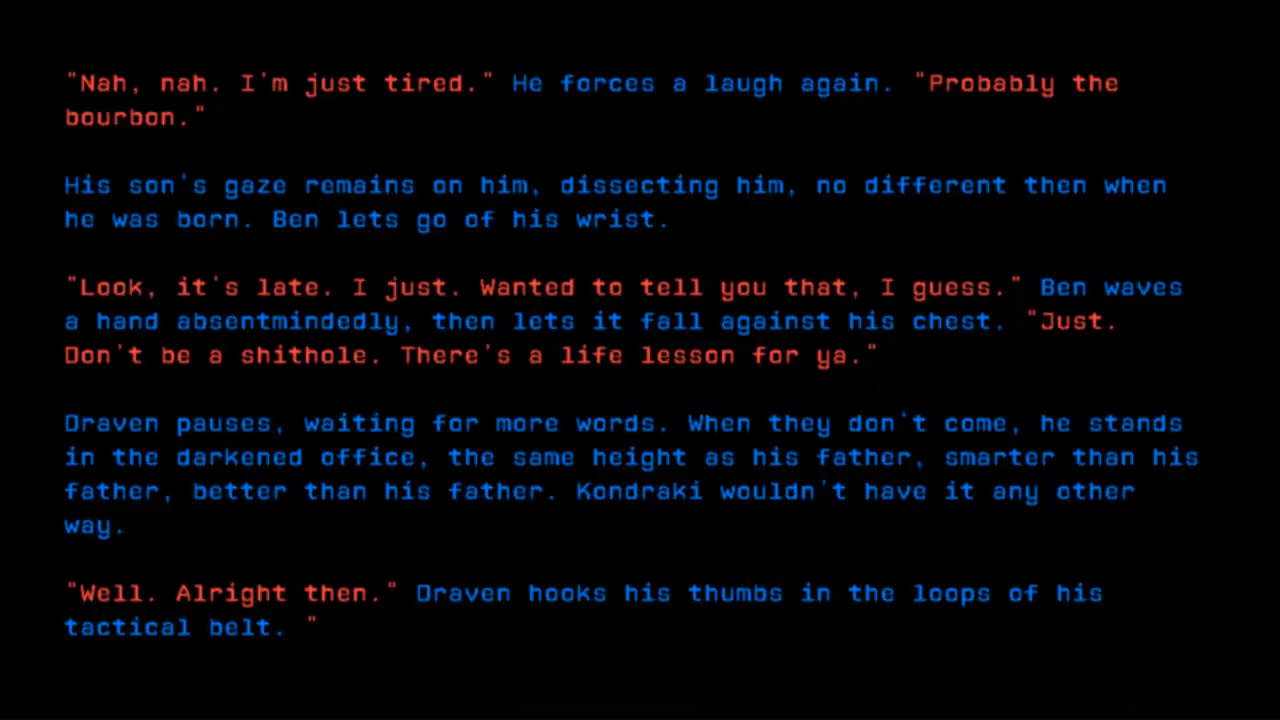 "Nah, nah. I'm just tired." He forces a laugh again. "Probably the
bourbon."
His son's gaze remains on him, dissecting him, no different then when
he was born. Ben lets go of his wrist.
"Look, it's late. I just. Wanted to tell you that, I guess." Ben waves
a hand absentmindedly, then lets it fall against his chest. "Just.
Don't be a shithole. There's a life lesson for ya."
Draven pauses, waiting for more words. When they don't come, he stands
in the darkened office, the same height as his father, smarter than his
father, better than his father. Kondraki wouldn't have it any other
way.
"Well. Alright then." Draven hooks his thumbs in the loops of his
tactical belt. "